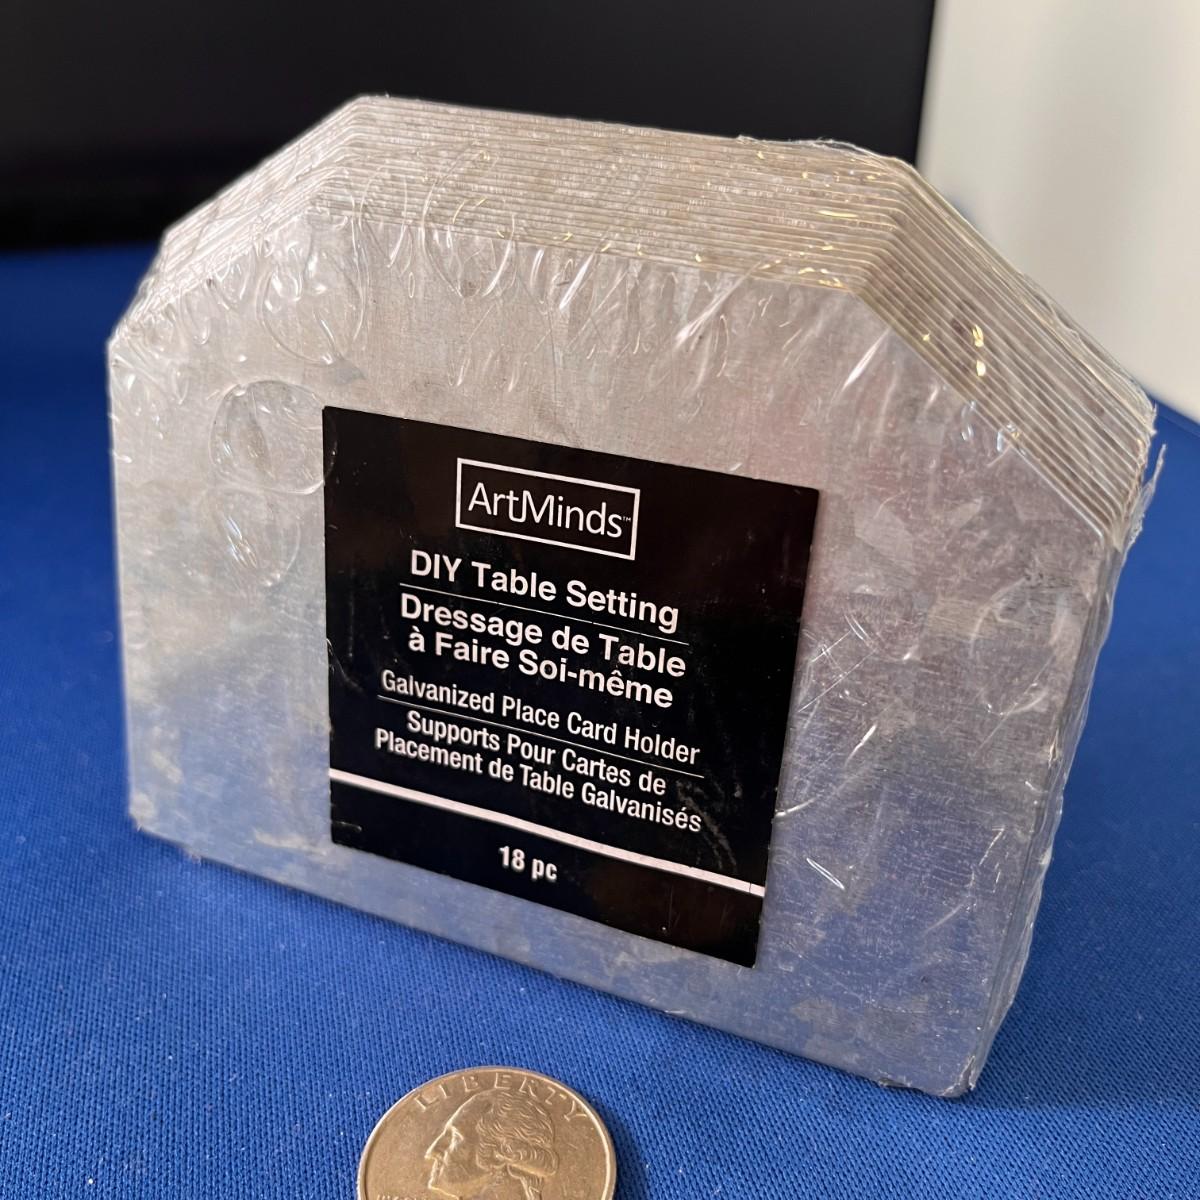 ArtMinds™
DIY Table Setting
Dressage de Table
à Faire Soi-même
Galvanized Place Card Holder
Supports Pour Cartes de
Placement de Table Galvanisés
18 pc
LIBERTY